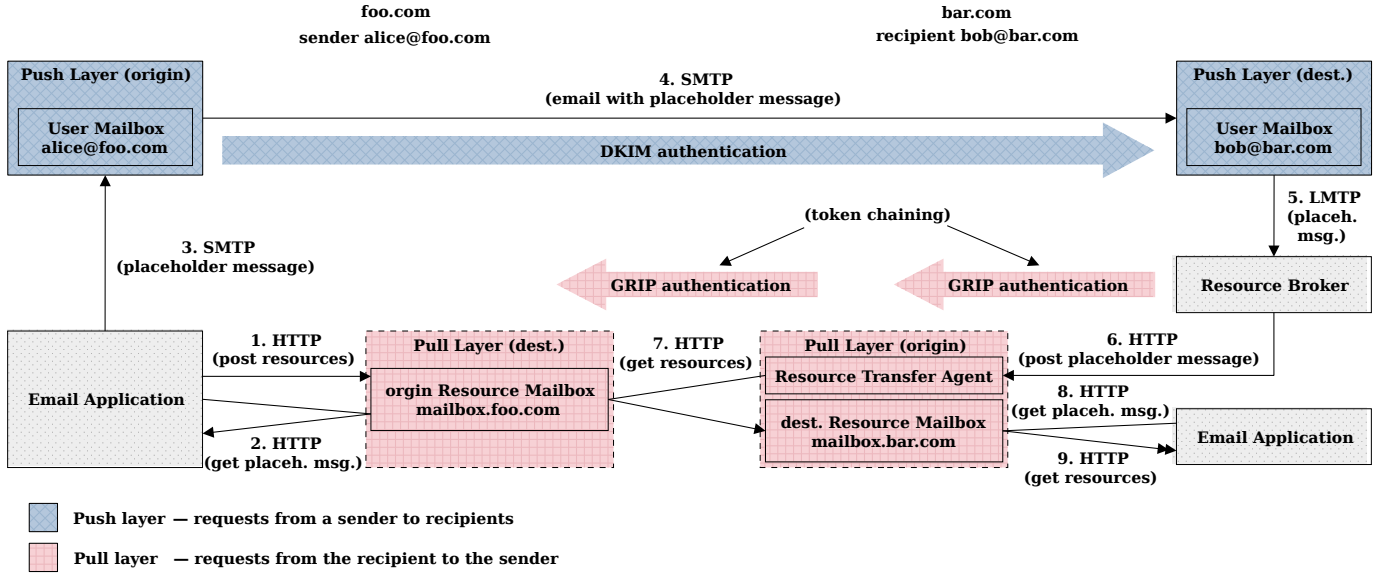 foo.com
sender alice@foo.com
bar.com
recipient bob@bar.com
Push Layer (origin)
User Mailbox
alice@foo.com
4. SMTP
(email with placeholder message)
DKIM authentication
Push Layer (dest.)
User Mailbox
bob@bar.com
3. SMTP
(placeholder message)
(token chaining)
5. LMTP
(placeh.
msg.)
GRIP authentication
GRIP authentication
Resource Broker
Email Application
1. HTTP
(post resources)
2. HTTP
(get placeh. msg.)
Pull Layer (dest.)
orgin Resource Mailbox
mailbox.foo.com
7. HTTP
(get resources)
Pull Layer (origin)
Resource Transfer Agent
dest. Resource Mailbox
mailbox.bar.com
6. HTTP
(post placeholder message)
8. HTTP
(get placeh. msg.)
9. HTTP
(get resources)
Email Application
Push layer — requests from a sender to recipients
Pull layer — requests from the recipient to the sender